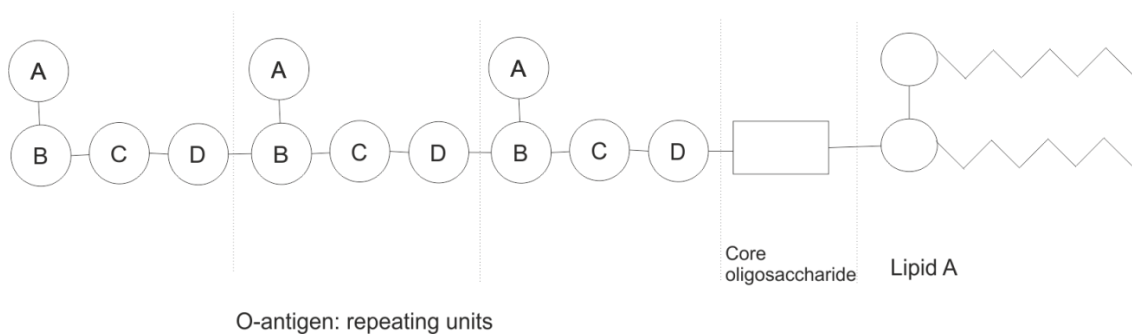 A A A
B C D B C D B C D
Core
oligosaccharide
Lipid A
O-antigen: repeating units